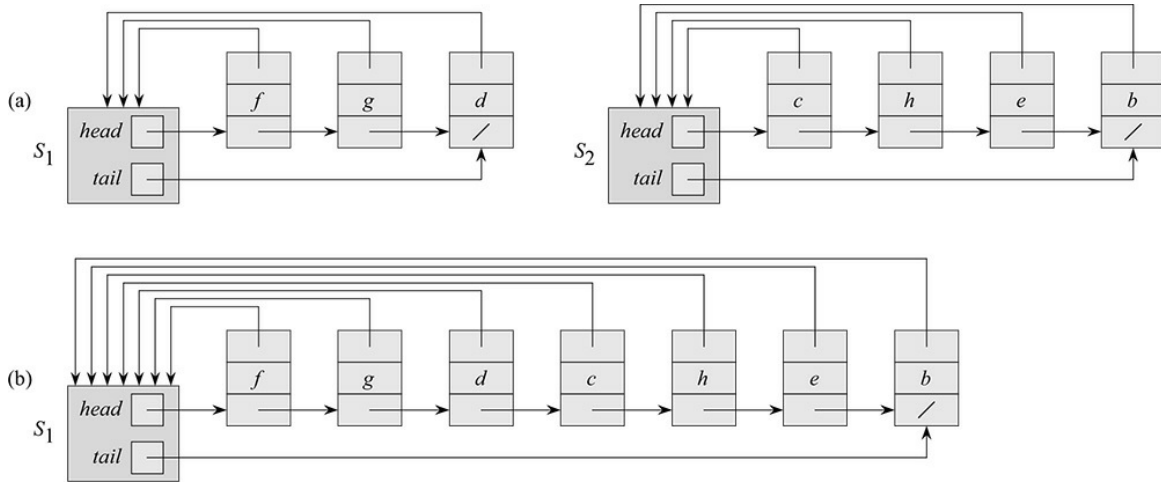 (a)
S1
head
tail
f g d
S2
head
tail
c h e b
(b)
S1
head
tail
f g d c h e b